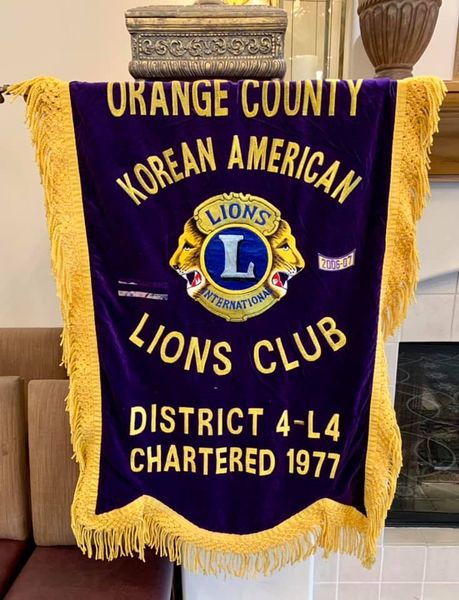 ORANGE COUNTY
KOREAN AMERICAN
LIONS
L
INTERNATIONAL
2006-07
LIONS CLUB
DISTRICT 4-L4
CHARTERED 1977